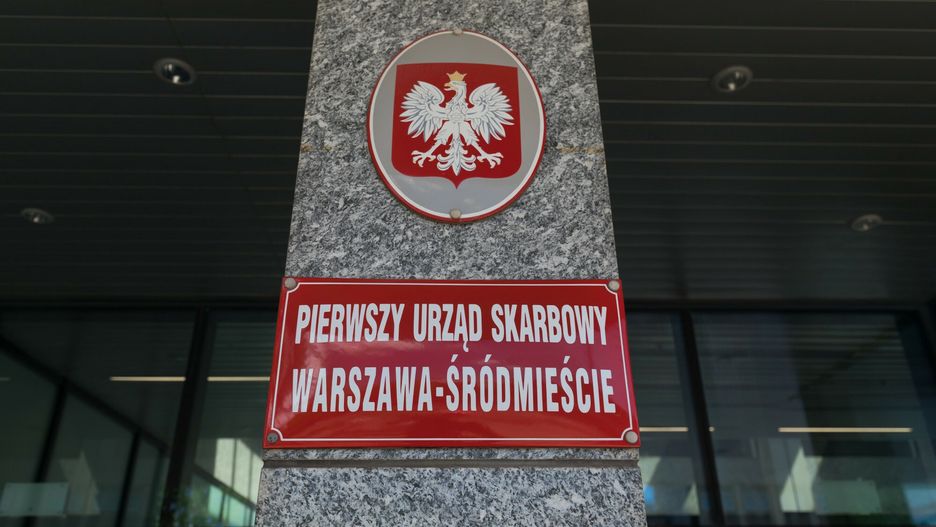 PIERWSZY URZĄD SKARBOWY
WARSZAWA-ŚRÓDMIEŚCIE